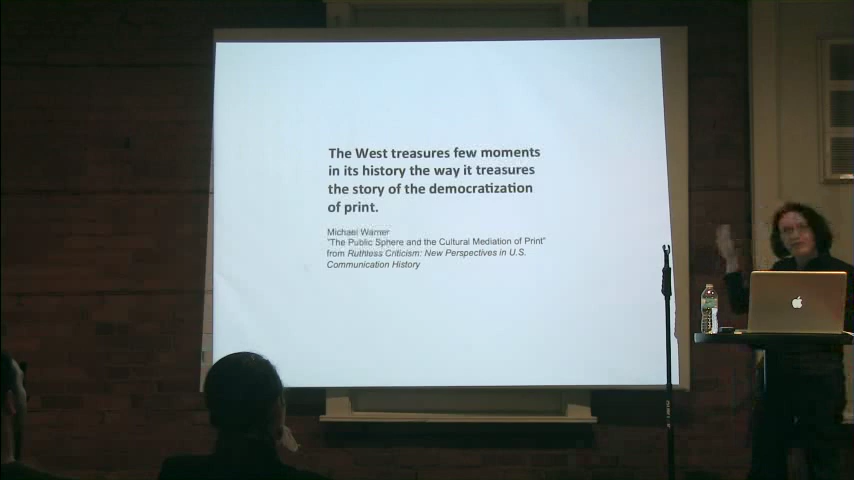 The West treasures few moments
in its history the way it treasures
the story of the democratization
of print.
Michael Warner
"The Public Sphere and the Cultural Mediation of Print"
from Ruthless Criticism: New Perspectives in U.S.
Communication History